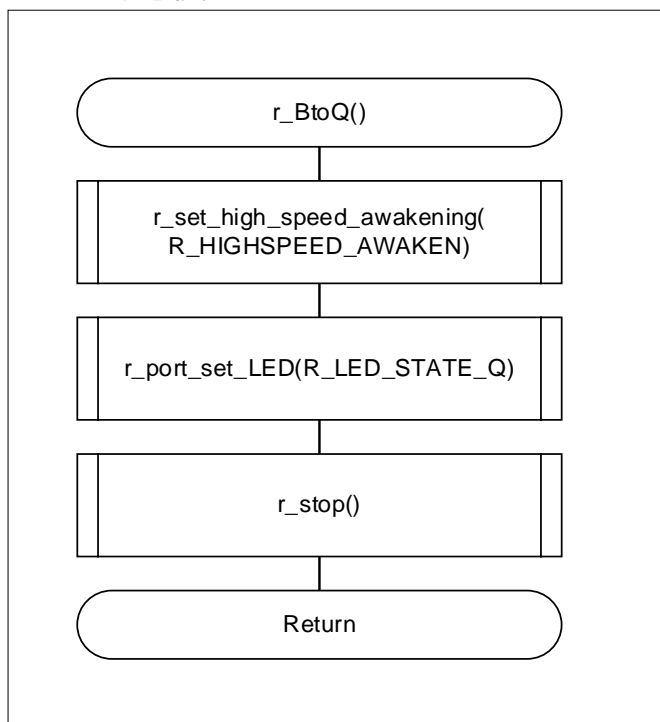 r_BtoQ()
r_set_high_speed_awakening(
R_HIGHSPEED_AWAKEN)
r_port_set_LED(R_LED_STATE_Q)
r_stop()
Return